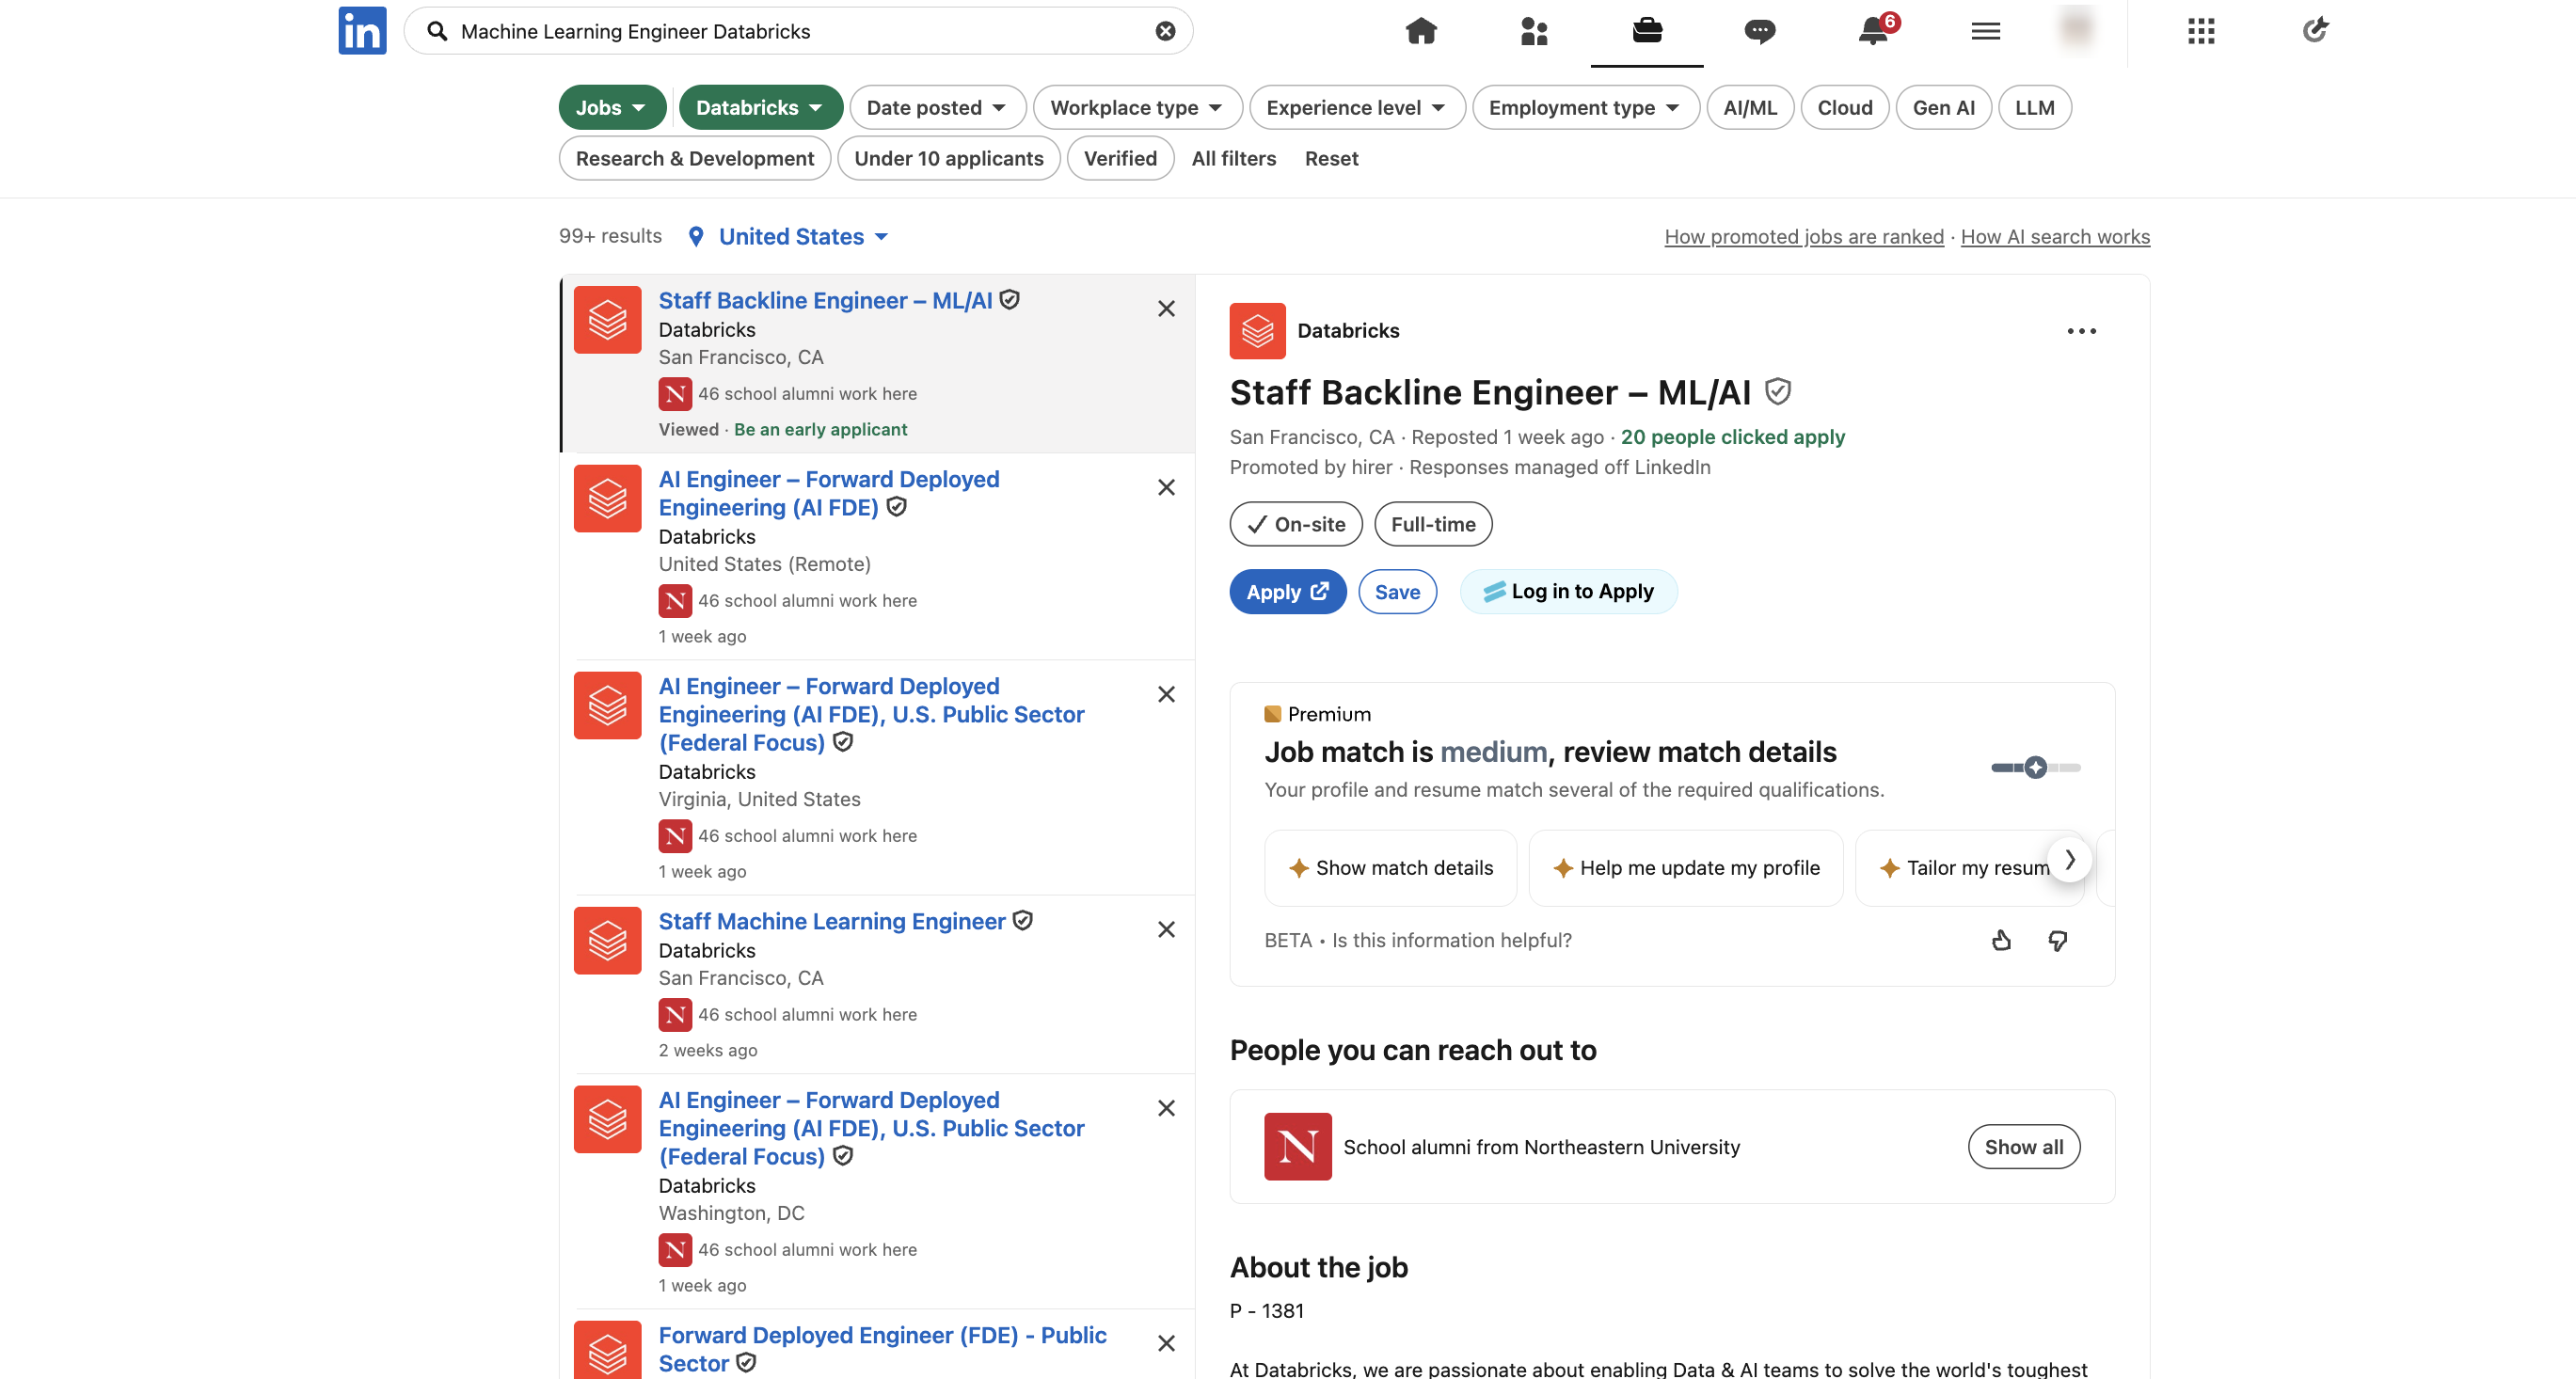 in
Machine Learning Engineer Databricks
6
Jobs Databricks Date posted Workplace type Experience level Employment type AI/ML Cloud Gen AI LLM
Research & Development Under 10 applicants Verified All filters Reset
99+ results United States
How promoted jobs are ranked · How AI search works
Staff Backline Engineer – ML/AI
Databricks
San Francisco, CA
N 46 school alumni work here
Viewed · Be an early applicant
AI Engineer – Forward Deployed
Engineering (AI FDE)
Databricks
United States (Remote)
N 46 school alumni work here
1 week ago
AI Engineer – Forward Deployed
Engineering (AI FDE), U.S. Public Sector
(Federal Focus)
Databricks
Virginia, United States
N 46 school alumni work here
1 week ago
Staff Machine Learning Engineer
Databricks
San Francisco, CA
N 46 school alumni work here
2 weeks ago
AI Engineer – Forward Deployed
Engineering (AI FDE), U.S. Public Sector
(Federal Focus)
Databricks
Washington, DC
N 46 school alumni work here
1 week ago
Forward Deployed Engineer (FDE) - Public
Sector
Databricks
Staff Backline Engineer – ML/AI
San Francisco, CA · Reposted 1 week ago · 20 people clicked apply
Promoted by hirer · Responses managed off LinkedIn
On-site Full-time
Apply Save Log in to Apply
Premium
Job match is medium, review match details
Your profile and resume match several of the required qualifications.
Show match details Help me update my profile Tailor my resum
BETA • Is this information helpful?
People you can reach out to
N School alumni from Northeastern University Show all
About the job
P - 1381
At Databricks, we are passionate about enabling Data & AI teams to solve the world's toughest